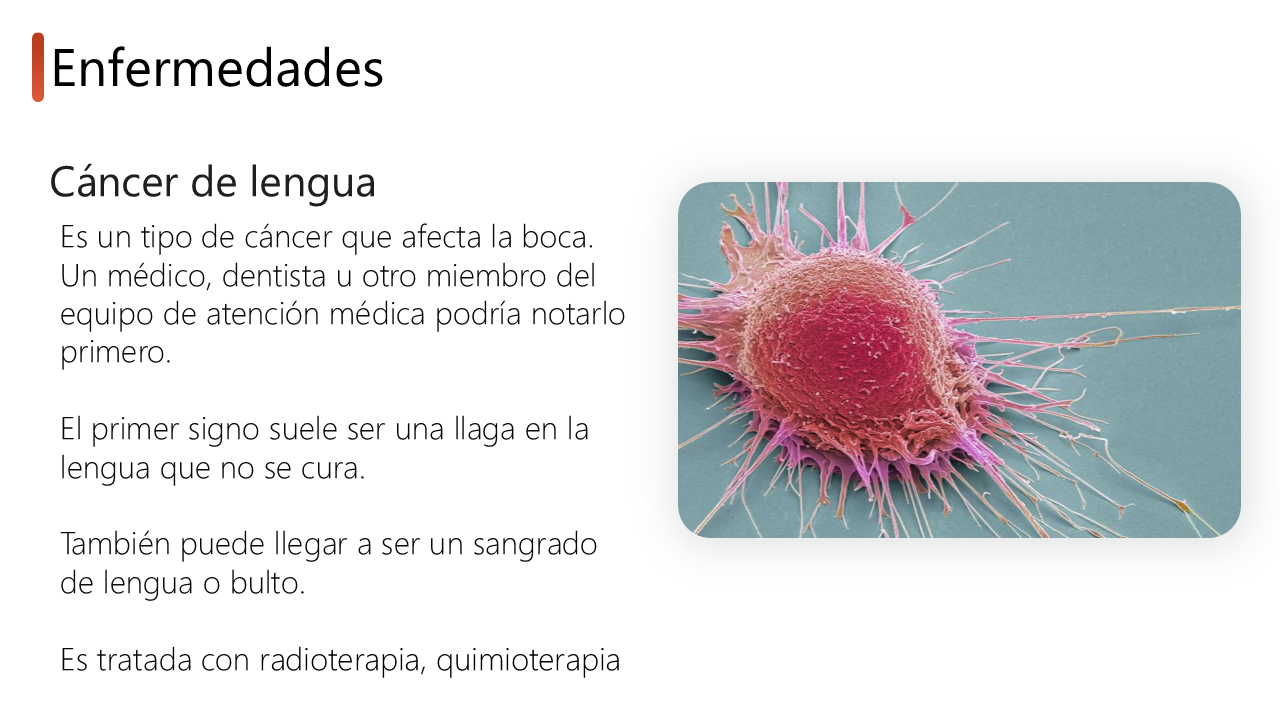 Enfermedades
Cáncer de lengua
Es un tipo de cáncer que afecta la boca.
Un médico, dentista u otro miembro del
equipo de atención médica podría notarlo
primero.
El primer signo suele ser una llaga en la
lengua que no se cura.
También puede llegar a ser un sangrado
de lengua o bulto.
Es tratada con radioterapia, quimioterapia